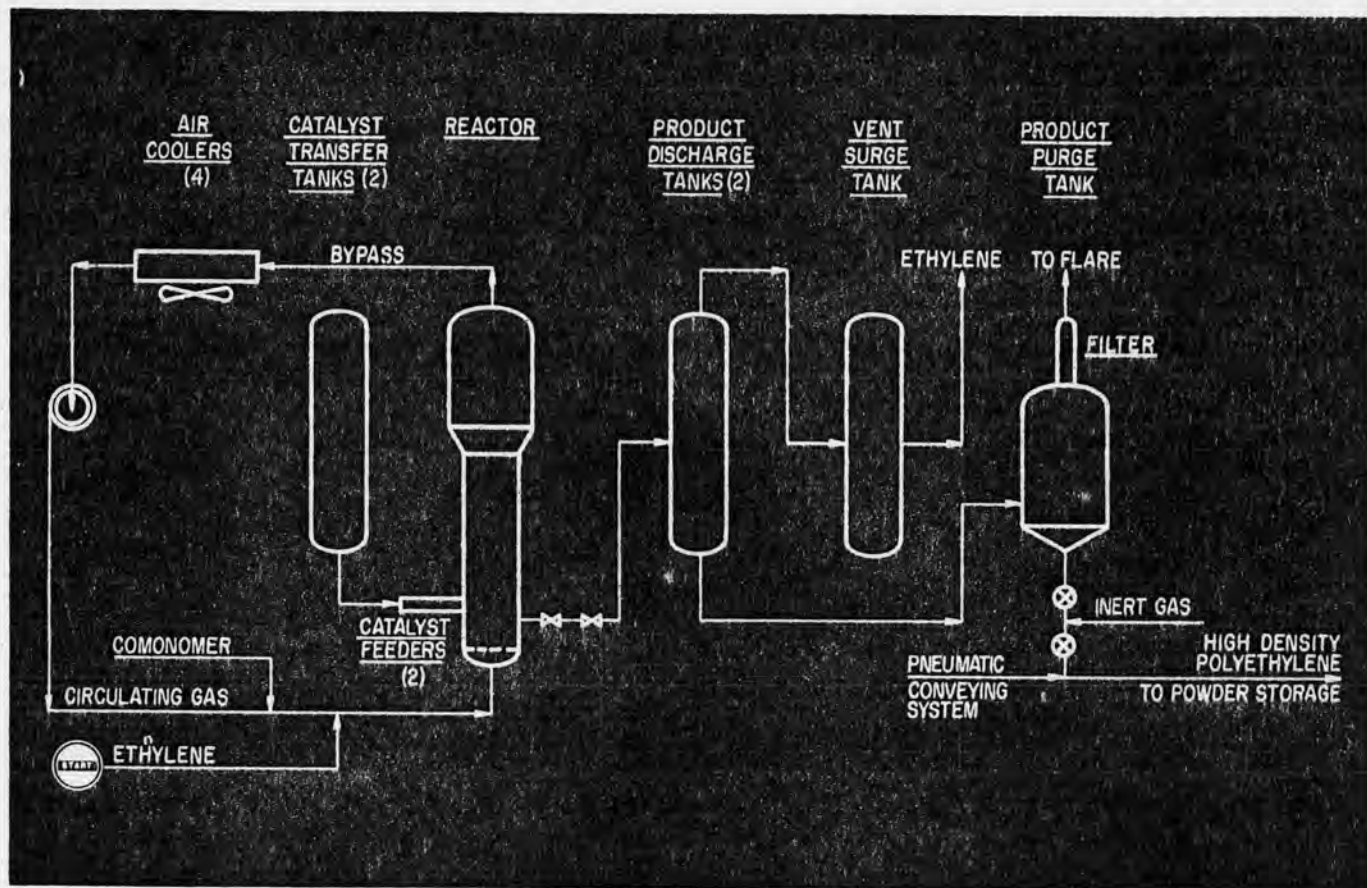 AIR
COOLERS
(4)
CATALYST
TRANSFER
TANKS (2)
REACTOR
PRODUCT
DISCHARGE
TANKS (2)
VENT
SURGE
TANK
PRODUCT
PURGE
TANK
BYPASS
ETHYLENE
TO FLARE
FILTER
CATALYST
FEEDERS
(2)
INERT GAS
COMONOMER
CIRCULATING GAS
START
ETHYLENE
PNEUMATIC
CONVEYING
SYSTEM
HIGH DENSITY
POLYETHYLENE
TO POWDER STORAGE